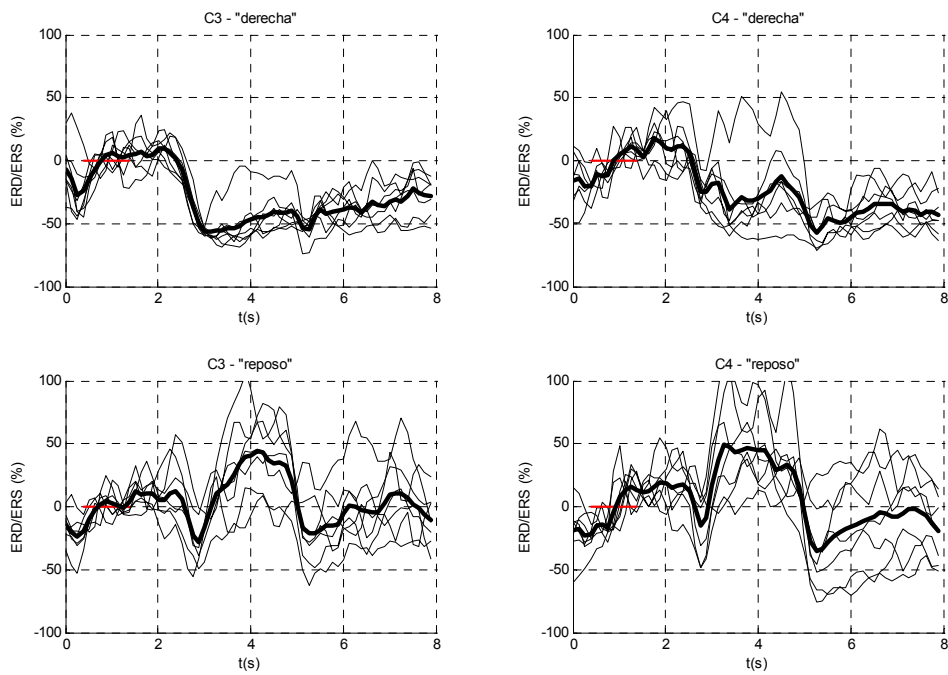 C3 - "derecha"
100
50
0
-50
-100
ERD/ERS (%)
0 2 4 6 8
t(s)
C4 - "derecha"
100
50
0
-50
-100
ERD/ERS (%)
0 2 4 6 8
t(s)
C3 - "reposo"
100
50
0
-50
-100
ERD/ERS (%)
0 2 4 6 8
t(s)
C4 - "reposo"
100
50
0
-50
-100
ERD/ERS (%)
0 2 4 6 8
t(s)